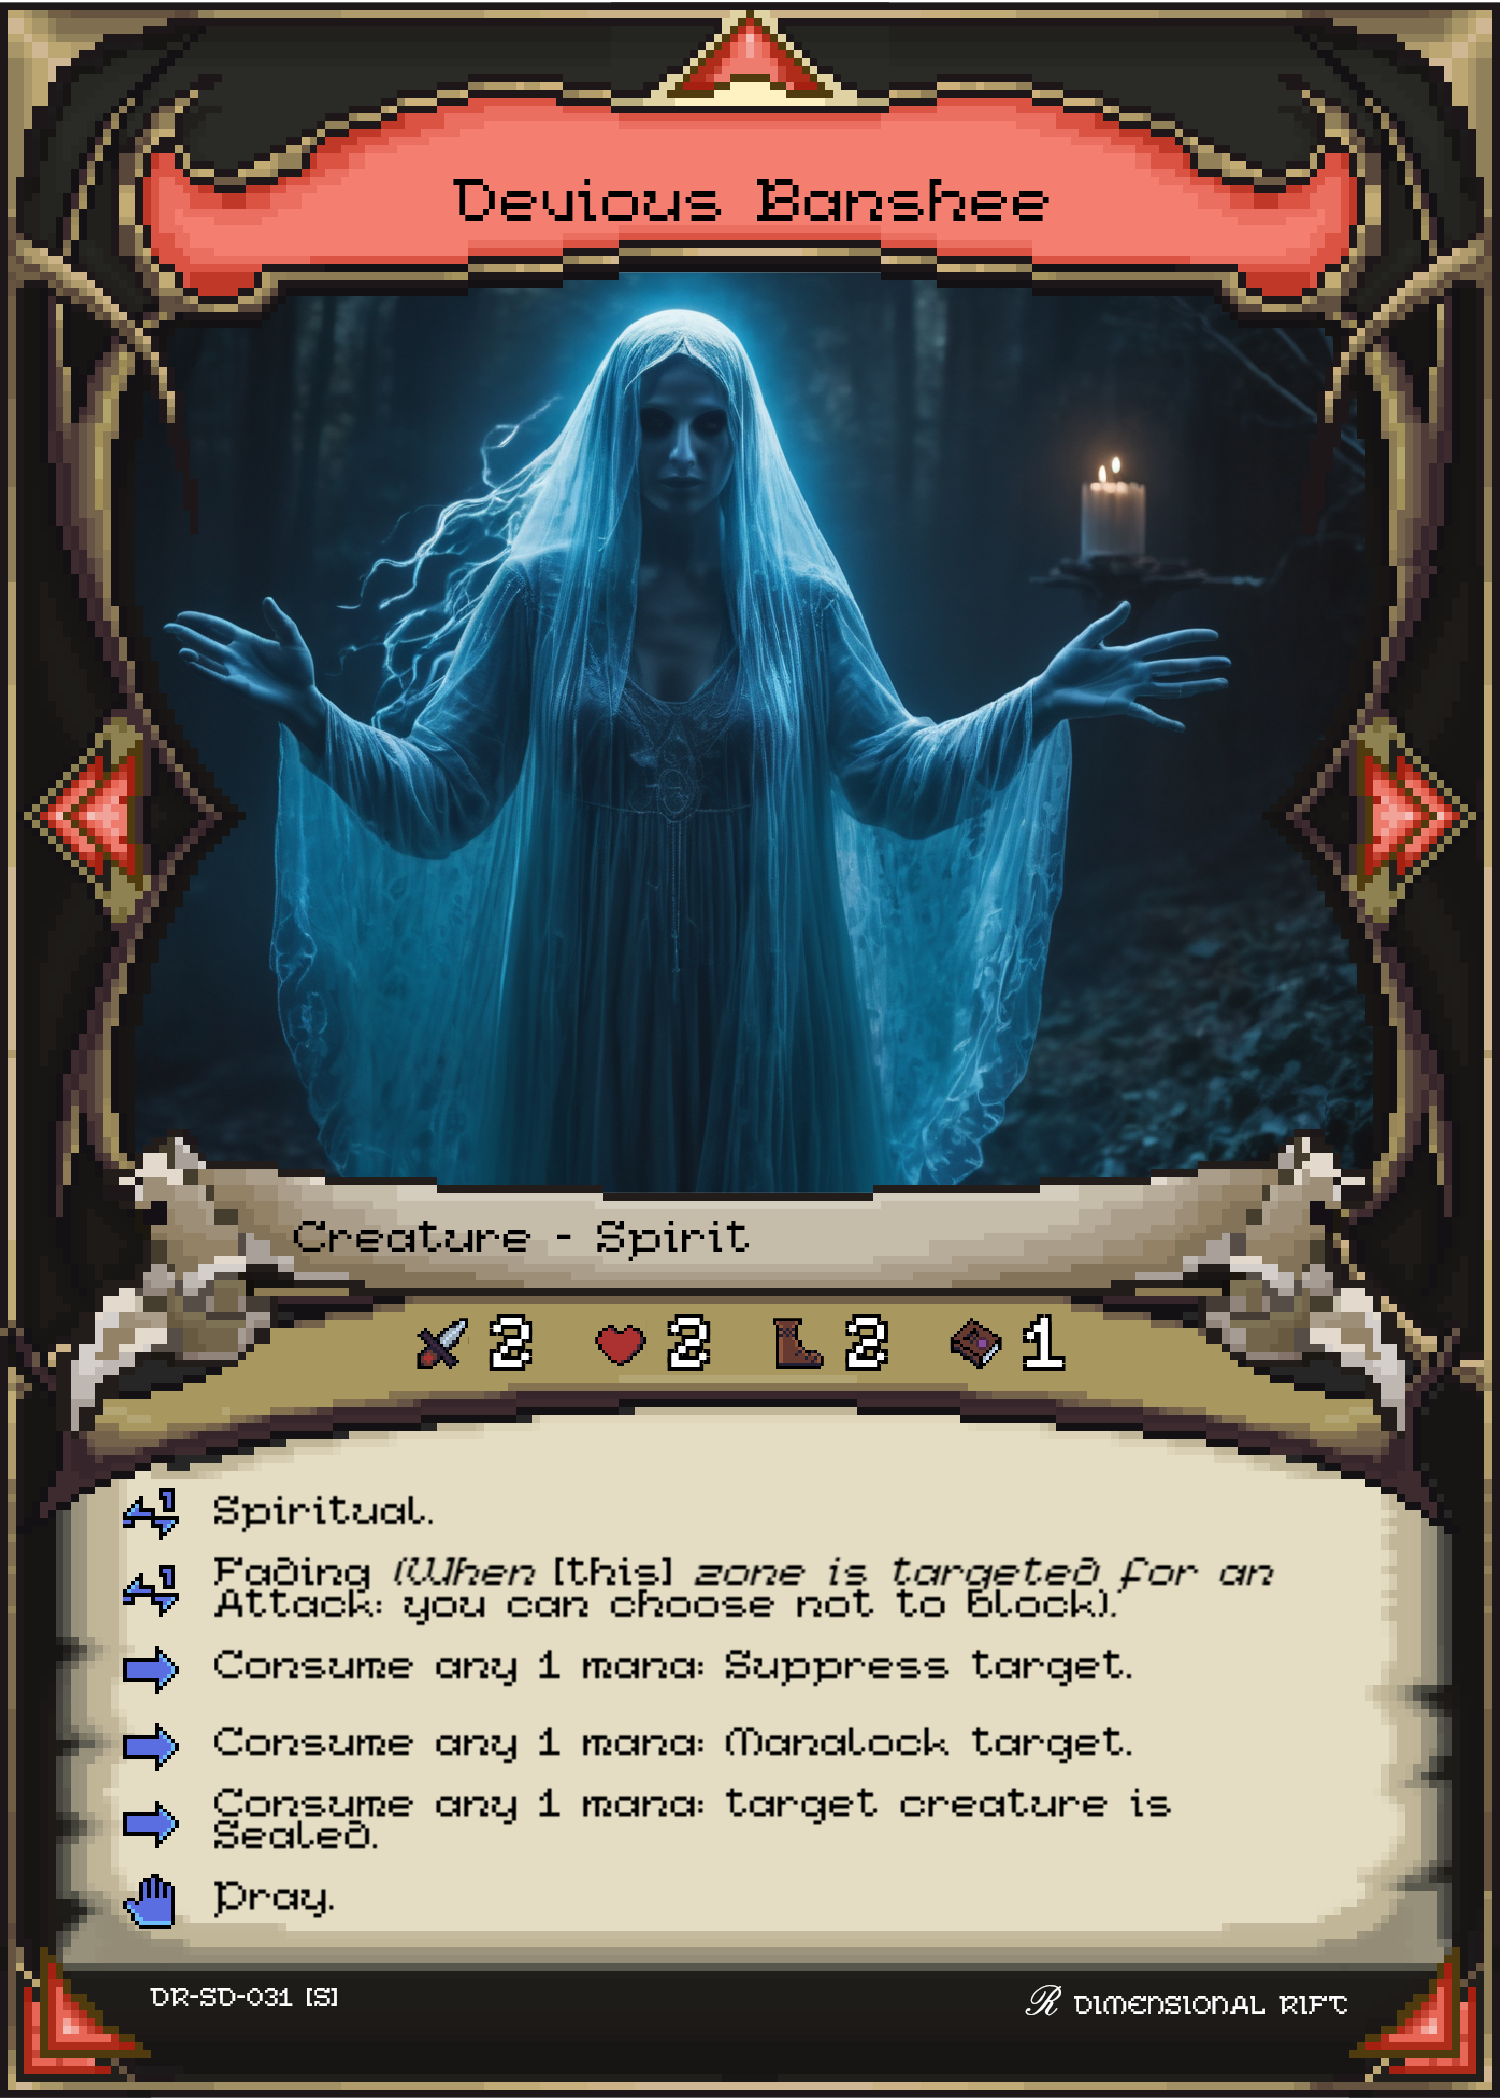 Devious Banshee
Creature - Spirit
2 2 2 1
Spiritual.
Fading (When [this] zone is targeted for an
Attack: you can choose not to block).
Consume any 1 mana: Suppress target.
Consume any 1 mana: Manalock target.
Consume any 1 mana: target creature is
Sealed.
Pray.
DR-SD-031 [S]
R DIMENSIONAL RIFT